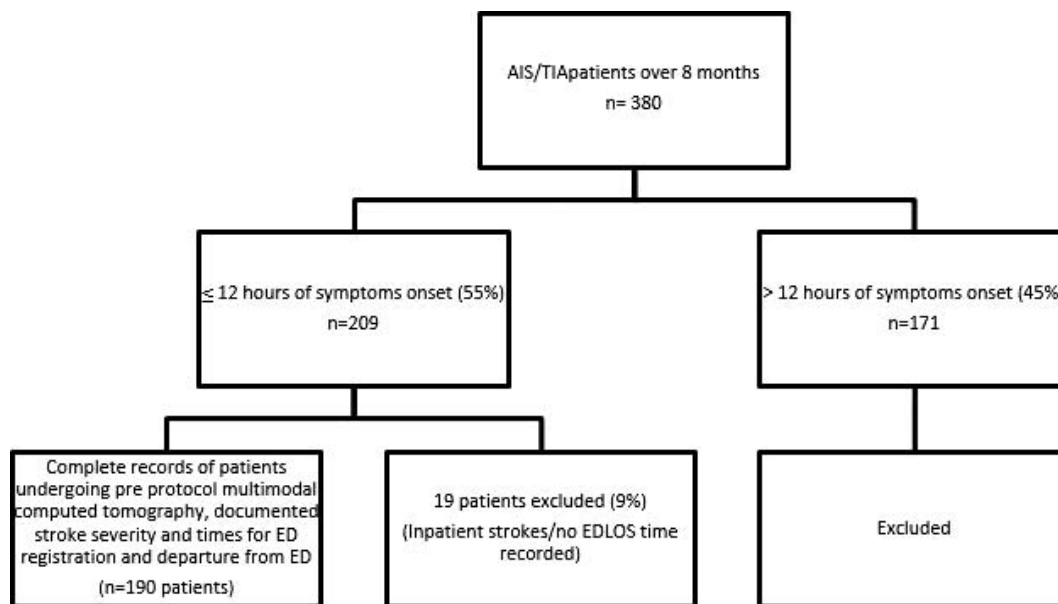 AIS/TIApatients over 8 months
n= 380
≤ 12 hours of symptoms onset (55%)
n=209
> 12 hours of symptoms onset (45%
n=171
Complete records of patients
undergoing pre protocol multimodal
computed tomography, documented
stroke severity and times for ED
registration and departure from ED
(n=190 patients)
19 patients excluded (9%)
(Inpatient strokes/no EDLOS time
recorded)
Excluded